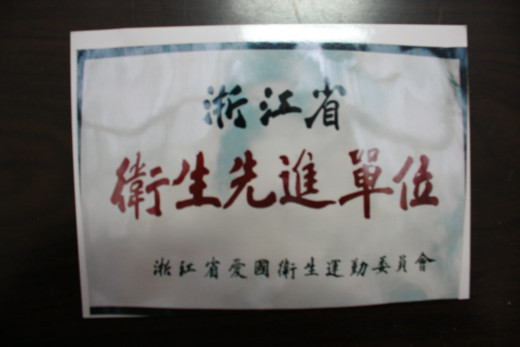 浙江省
衛生先進單位
浙江省愛國衛生運動委員會